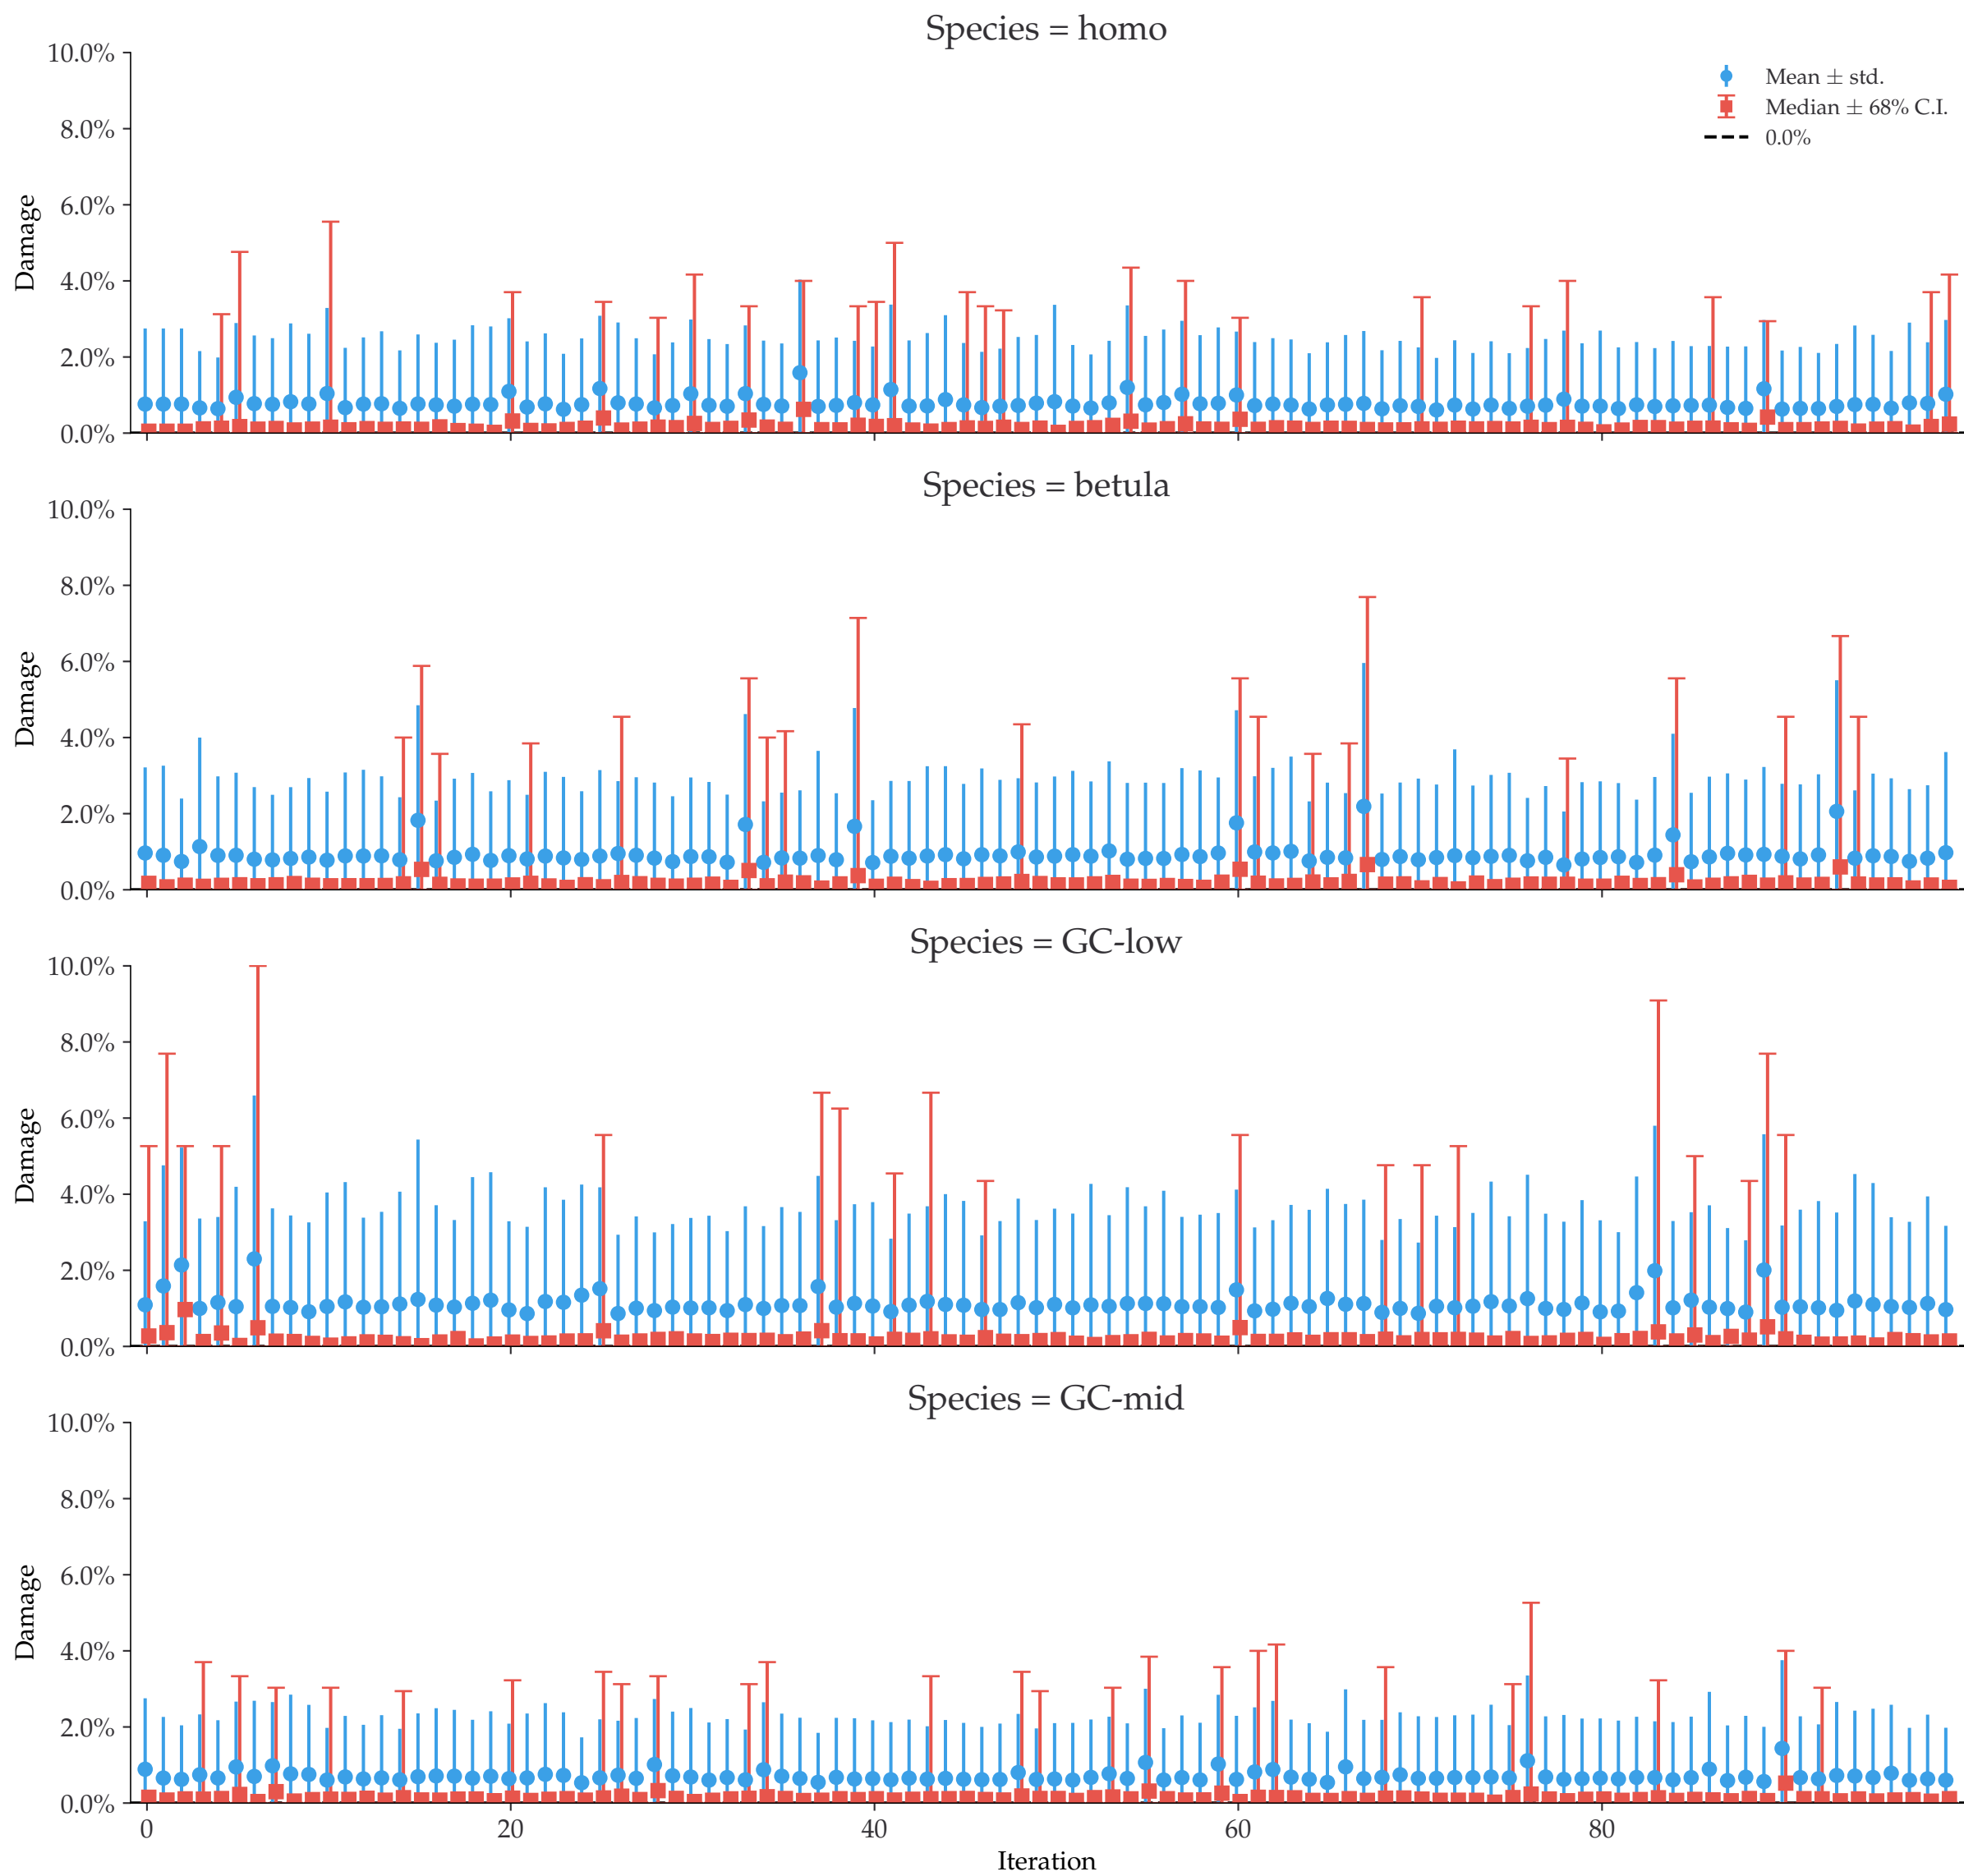 Species = homo
10.0%
8.0%
6.0%
4.0%
2.0%
0.0%
Damage
Mean ± std.
Median ± 68% C.I.
0.0%
Species = betula
10.0%
8.0%
6.0%
4.0%
2.0%
0.0%
Damage
Species = GC-low
10.0%
8.0%
6.0%
4.0%
2.0%
0.0%
Damage
Species = GC-mid
10.0%
8.0%
6.0%
4.0%
2.0%
0.0%
Damage
0 20 40 60 80
Iteration